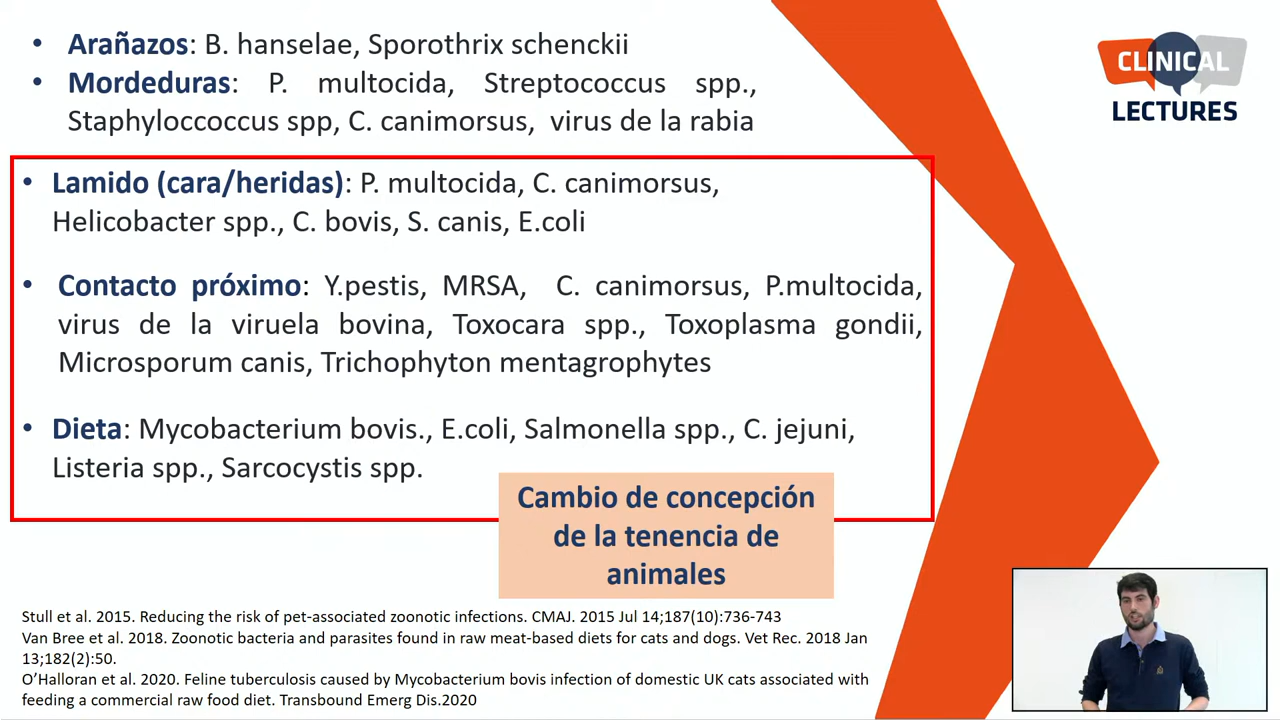 • Arañazos: B. hanselae, Sporothrix schenckii
• Mordeduras: P. multocida, Streptococcus spp.,
Staphyloccoccus spp, C. canimorsus, virus de la rabia
CLINICAL
LECTURES
• Lamido (cara/heridas): P. multocida, C. canimorsus,
Helicobacter spp., C. bovis, S. canis, E.coli
• Contacto próximo: Y.pestis, MRSA, C. canimorsus, P.multocida,
virus de la viruela bovina, Toxocara spp., Toxoplasma gondii,
Microsporum canis, Trichophyton mentagrophytes
• Dieta: Mycobacterium bovis., E.coli, Salmonella spp., C. jejuni,
Listeria spp., Sarcocystis spp.
Cambio de concepción
de la tenencia de
animales
Stull et al. 2015. Reducing the risk of pet-associated zoonotic infections. CMAJ. 2015 Jul 14;187(10):736-743
Van Bree et al. 2018. Zoonotic bacteria and parasites found in raw meat-based diets for cats and dogs. Vet Rec. 2018 Jan
13;182(2):50.
O’Halloran et al. 2020. Feline tuberculosis caused by Mycobacterium bovis infection of domestic UK cats associated with
feeding a commercial raw food diet. Transbound Emerg Dis.2020